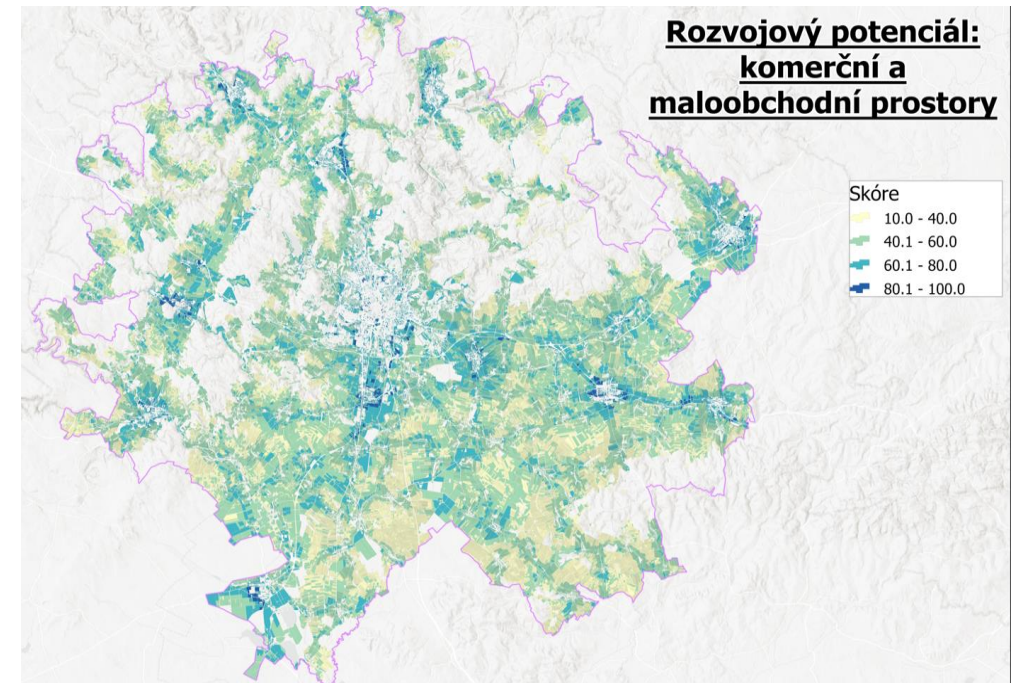 Rozvojový potenciál:
komerční a
maloobchodní prostory
Skóre
10.0 - 40.0
40.1 - 60.0
60.1 - 80.0
80.1 - 100.0